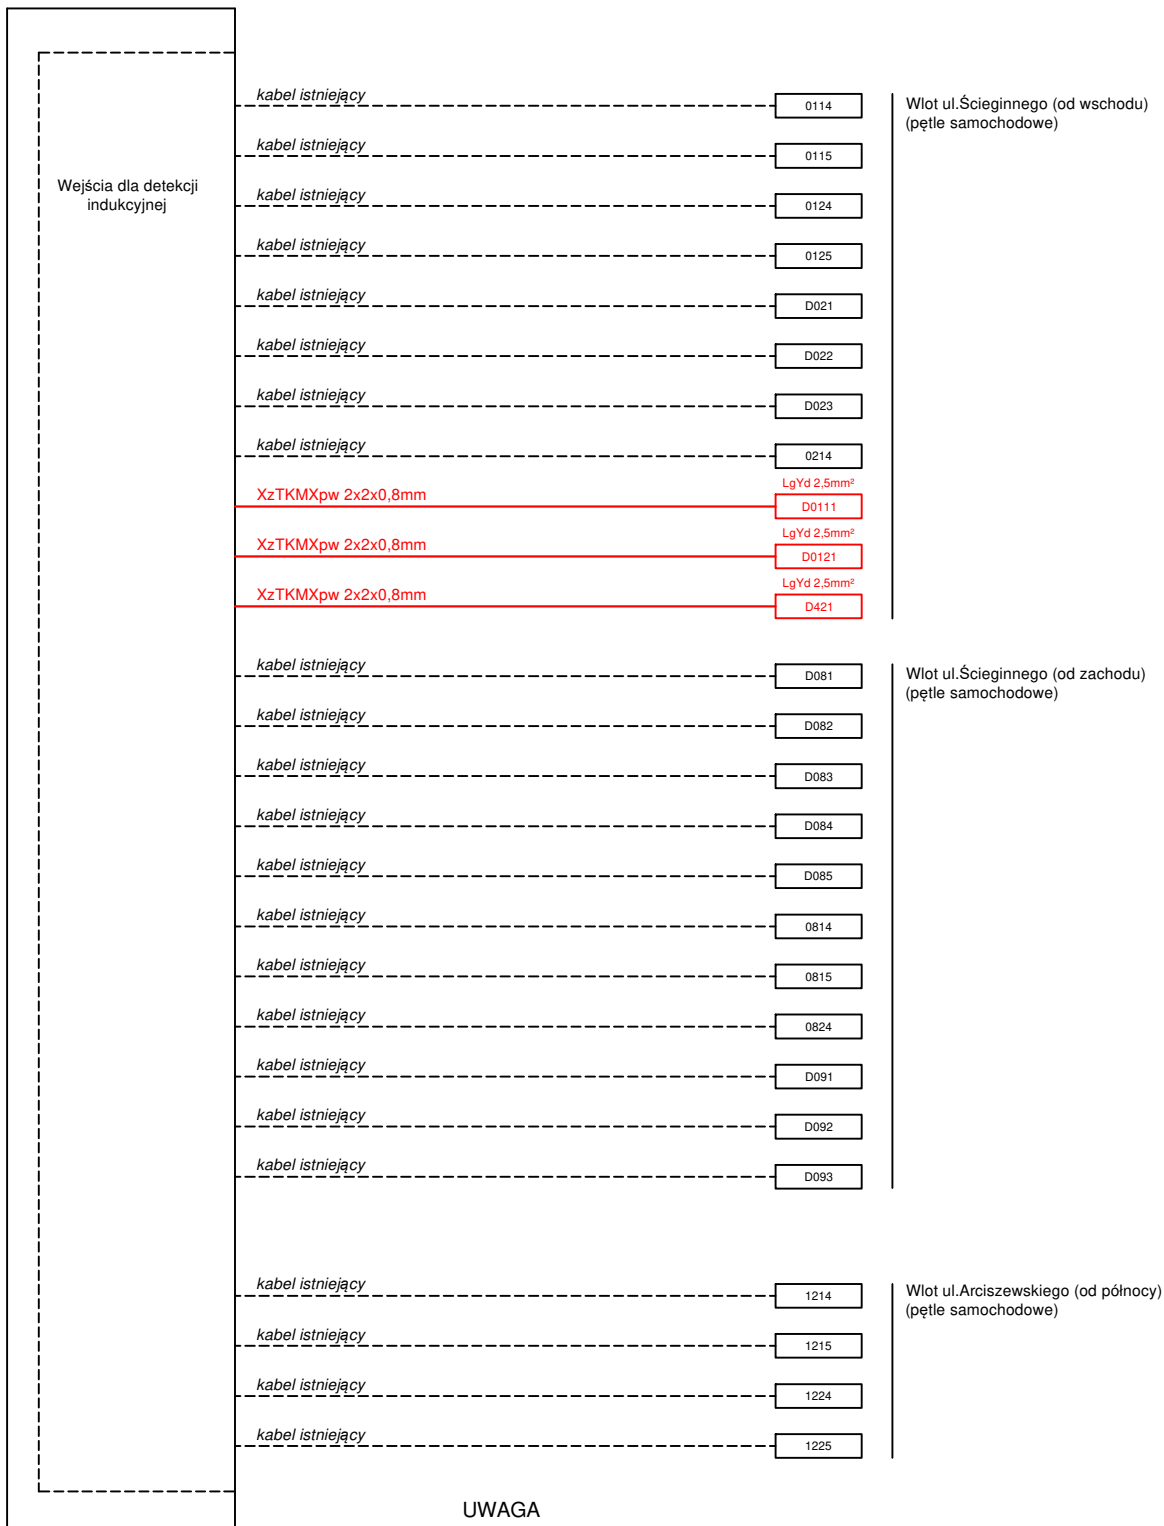 kabel istniejący
0114
Wlot ul.Ścieginnego (od wschodu)
(pętle samochodowe)
kabel istniejący
0115
Wejścia dla detekcji
indukcyjnej
kabel istniejący
0124
kabel istniejący
0125
kabel istniejący
D021
kabel istniejący
D022
kabel istniejący
D023
kabel istniejący
0214
XzTKMXpw 2x2x0,8mm
LgYd 2,5mm²
D0111
XzTKMXpw 2x2x0,8mm
LgYd 2,5mm²
D0121
XzTKMXpw 2x2x0,8mm
LgYd 2,5mm²
D421
kabel istniejący
D081
Wlot ul.Ścieginnego (od zachodu)
(pętle samochodowe)
kabel istniejący
D082
kabel istniejący
D083
kabel istniejący
D084
kabel istniejący
D085
kabel istniejący
0814
kabel istniejący
0815
kabel istniejący
0824
kabel istniejący
D091
kabel istniejący
D092
kabel istniejący
D093
kabel istniejący
1214
Wlot ul.Arciszewskiego (od północy)
(pętle samochodowe)
kabel istniejący
1215
kabel istniejący
1224
kabel istniejący
1225
UWAGA